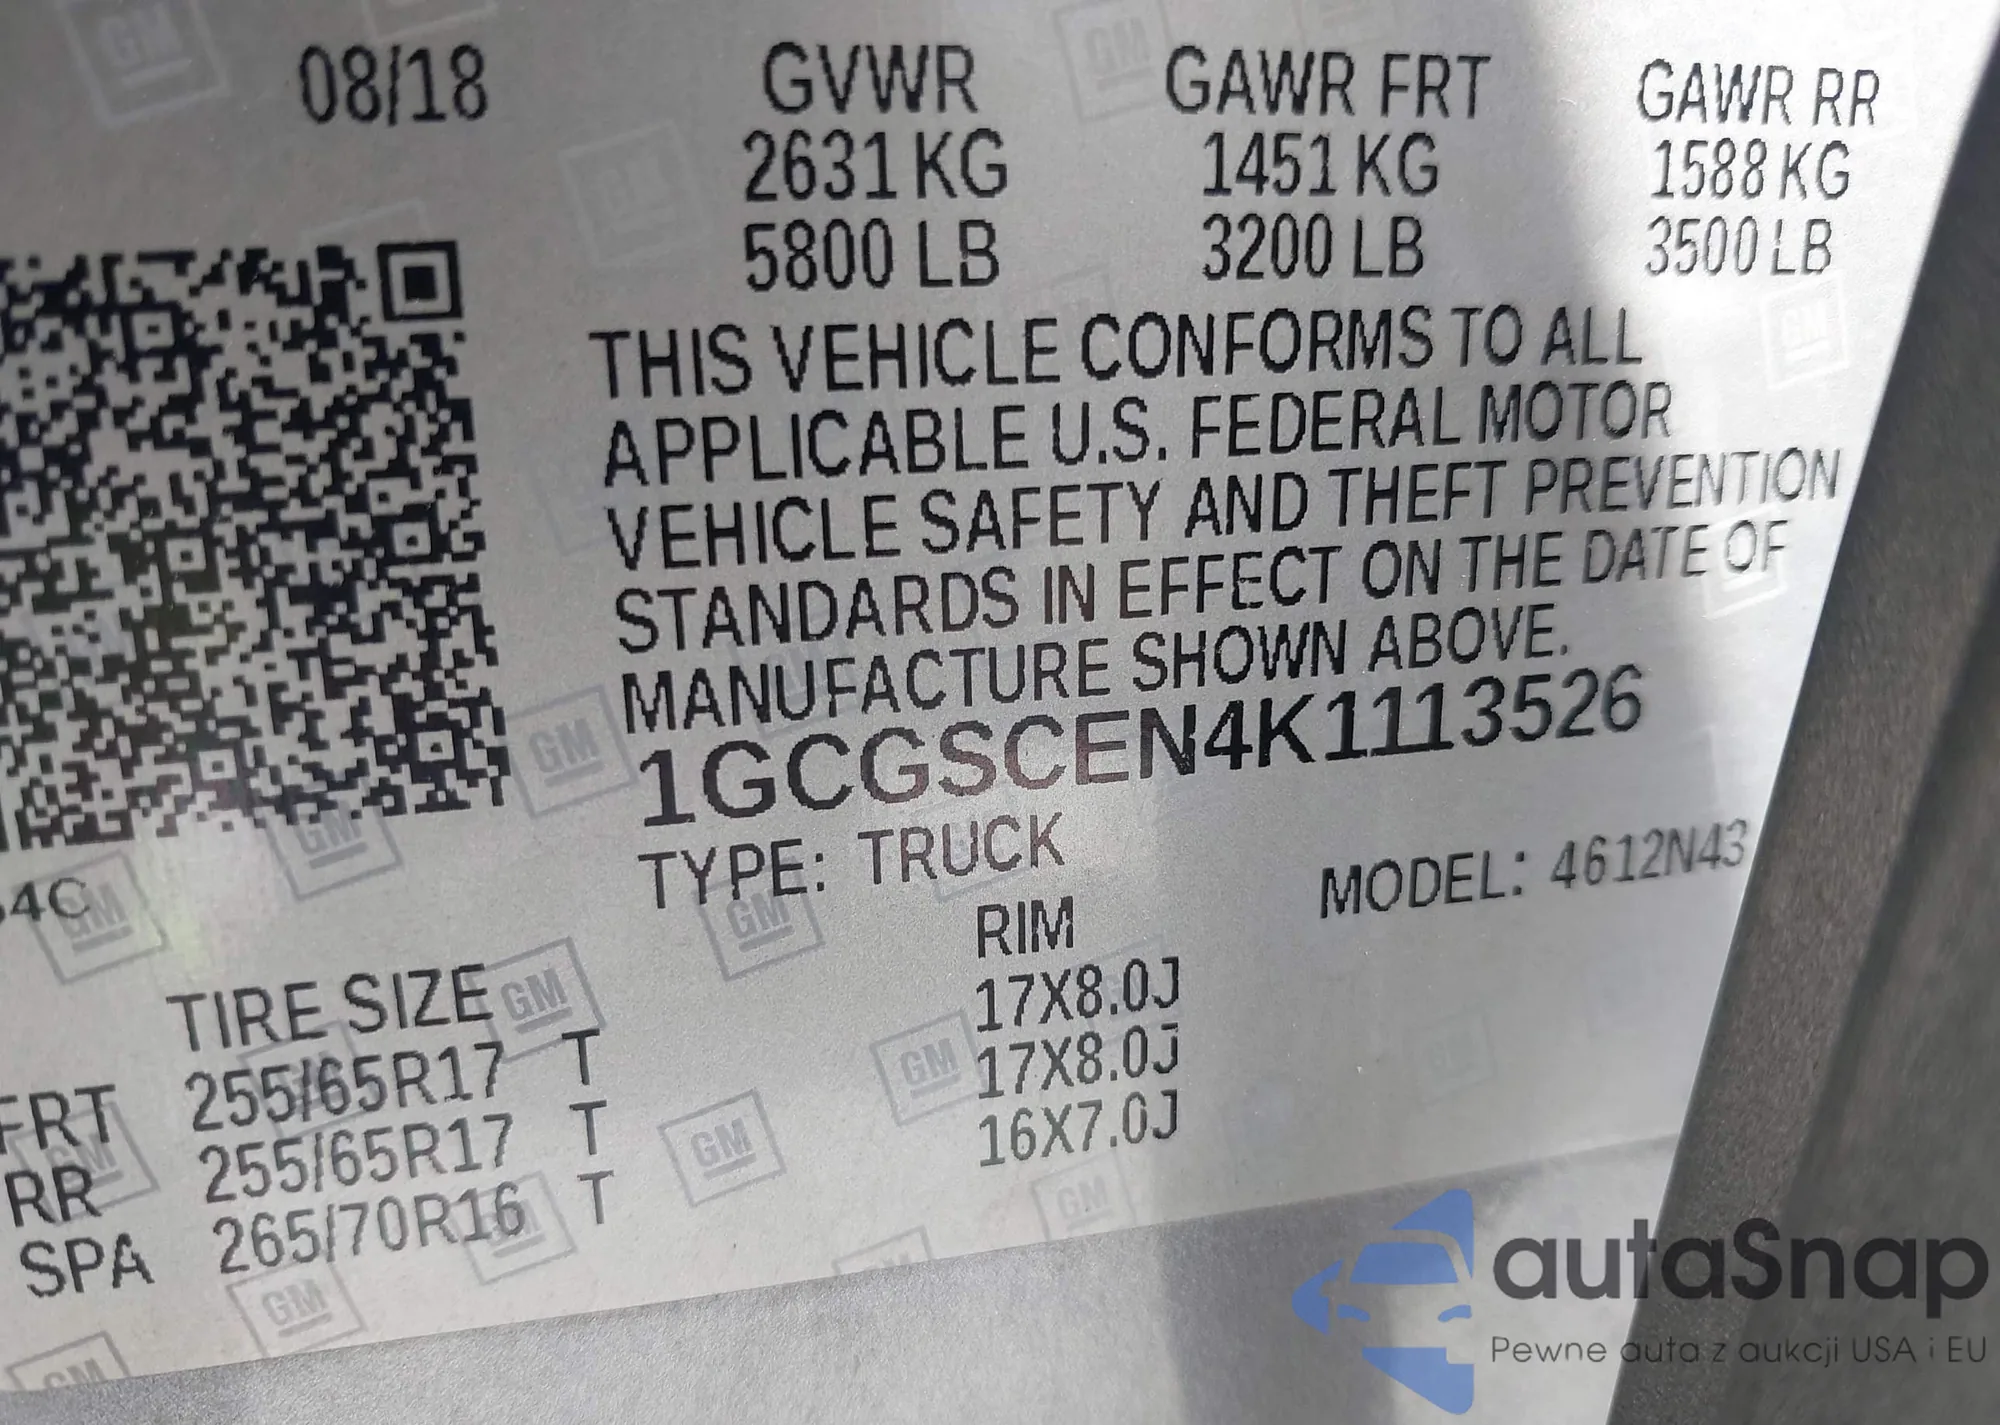 08/18 GVWR GAWR FRT GAWR RR
2631 KG 1451 KG 1588 KG
5800 LB 3200 LB 3500 LB
THIS VEHICLE CONFORMS TO ALL
APPLICABLE U.S. FEDERAL MOTOR
VEHICLE SAFETY AND THEFT PREVENTION
STANDARDS IN EFFECT ON THE DATE OF
MANUFACTURE SHOWN ABOVE.
1GCGSCEN4K1113526
TYPE: TRUCK MODEL: 4612N43
4C
TIRE SIZE RIM
FRT 255/65R17 T 17X8.0J
RR 255/65R17 T 17X8.0J
SPA 265/70R16 T 16X7.0J
GM
autaSnap
Pewne auta z aukcji USA i EU